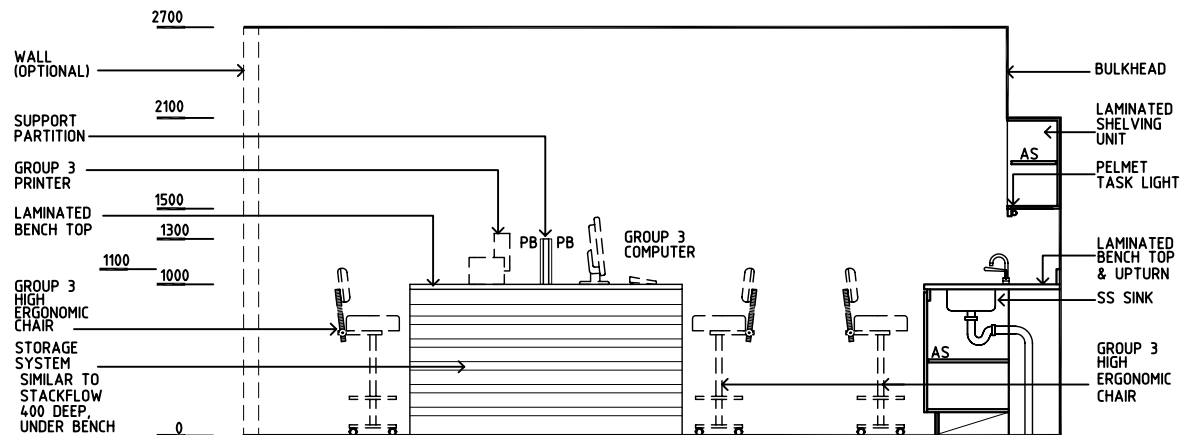 2700
WALL
(OPTIONAL)
2100
SUPPORT
PARTITION
GROUP 3
PRINTER
1500
LAMINATED
BENCH TOP
1300
1100
1000
GROUP 3
HIGH
ERGONOMIC
CHAIR
STORAGE
SYSTEM
SIMILAR TO
STACKFLOW
400 DEEP,
UNDER BENCH
0
PB PB
GROUP 3
COMPUTER
BULKHEAD
LAMINATED
SHELVING
UNIT
AS
PELMET
TASK LIGHT
LAMINATED
BENCH TOP
& UPTURN
SS SINK
AS
GROUP 3
HIGH
ERGONOMIC
CHAIR